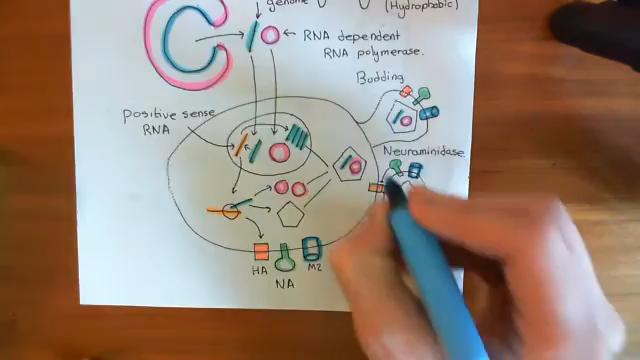 genome
(Hydrophobic)
RNA dependent
RNA polymerase.
Budding
Positive sense
RNA
Neuraminidase
HA
NA
M2